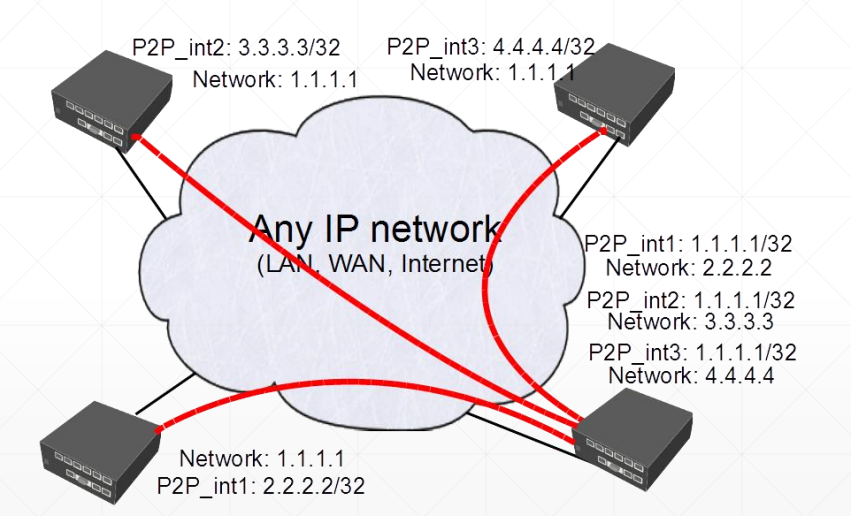 P2P_int2: 3.3.3.3/32
Network: 1.1.1.1
P2P_int3: 4.4.4.4/32
Network: 1.1.1.1
Any IP network
(LAN, WAN, Internet)
P2P_int1: 1.1.1.1/32
Network: 2.2.2.2
P2P_int2: 1.1.1.1/32
Network: 3.3.3.3
P2P_int3: 1.1.1.1/32
Network: 4.4.4.4
Network: 1.1.1.1
P2P_int1: 2.2.2.2/32